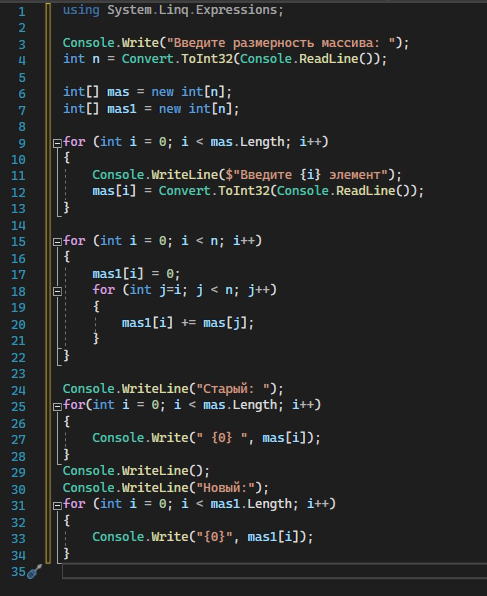 1 using System.Linq.Expressions;
2
3 Console.Write("Введите размерность массива: ");
4 int n = Convert.ToInt32(Console.ReadLine());
5
6 int[] mas = new int[n];
7 int[] mas1 = new int[n];
8
9 for (int i = 0; i < mas.Length; i++)
10 {
11     Console.WriteLine($"Введите {i} элемент");
12     mas[i] = Convert.ToInt32(Console.ReadLine());
13 }
14
15 for (int i = 0; i < n; i++)
16 {
17     mas1[i] = 0;
18     for (int j=i; j < n; j++)
19     {
20         mas1[i] += mas[j];
21     }
22 }
23
24 Console.WriteLine("Старый: ");
25 for(int i = 0; i < mas.Length; i++)
26 {
27     Console.Write(" {0} ", mas[i]);
28 }
29 Console.WriteLine();
30 Console.WriteLine("Новый:");
31 for (int i = 0; i < mas1.Length; i++)
32 {
33     Console.Write("{0}", mas1[i]);
34 }
35